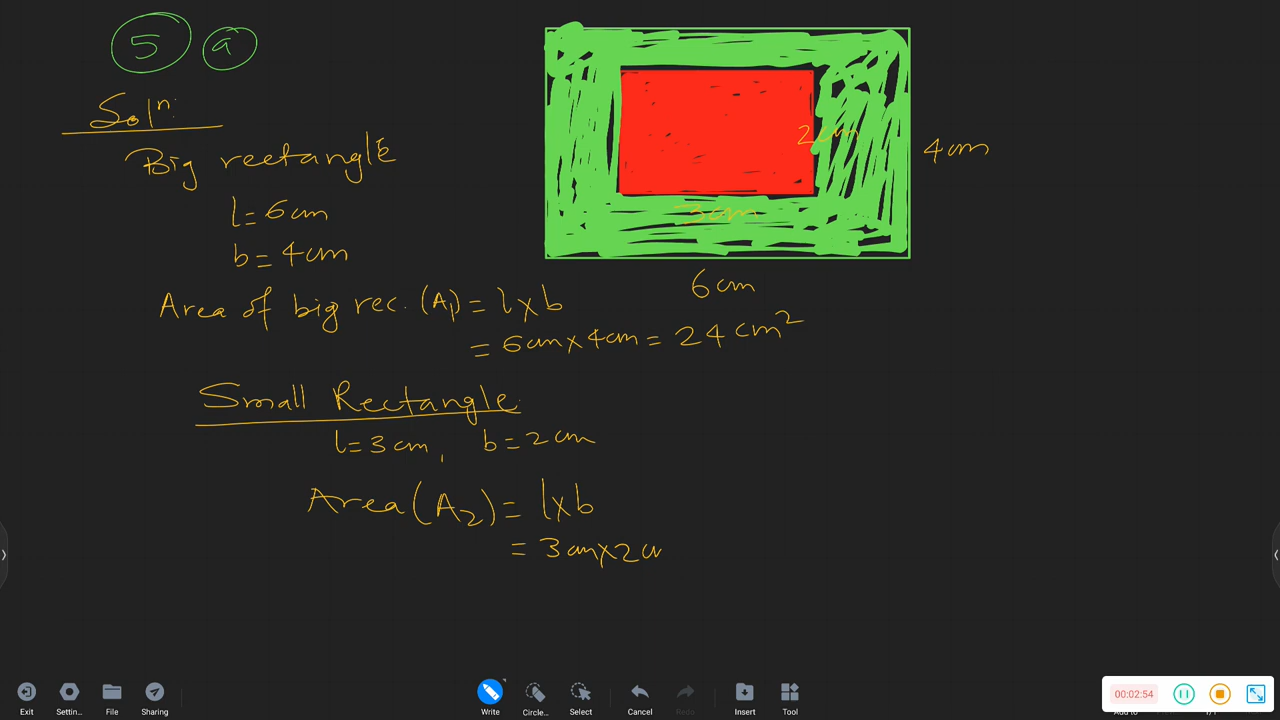 5 a
Soln:
Big rectangle
l = 6cm
b = 4cm
Area of big rec. (A1) = l x b
= 6cm x 4cm = 24 cm²
2cm
4cm
3cm
6cm
Small Rectangle
l = 3cm, b = 2cm
Area (A2) = l x b
= 3cm x 2c
Exit
Settin...
File
Sharing
Write
Circle...
Select
Cancel
Redo
Insert
Tool
00:02:54